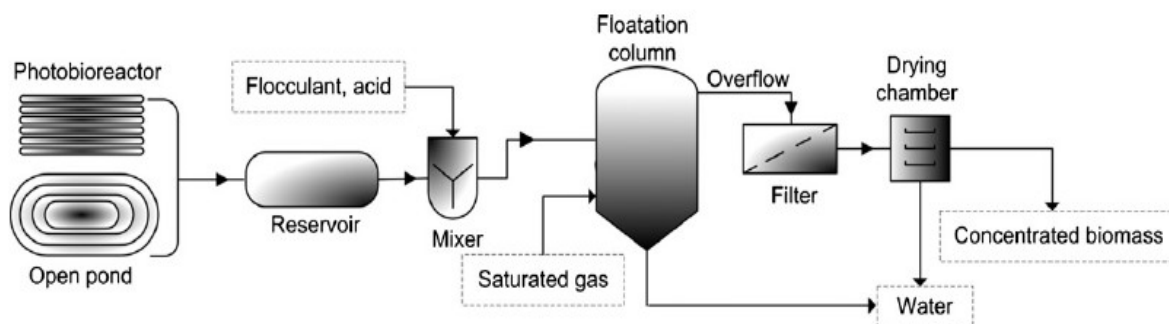 Photobioreactor
Open pond
Reservoir
Flocculant, acid
Mixer
Saturated gas
Floatation
column
Overflow
Filter
Drying
chamber
Concentrated biomass
Water